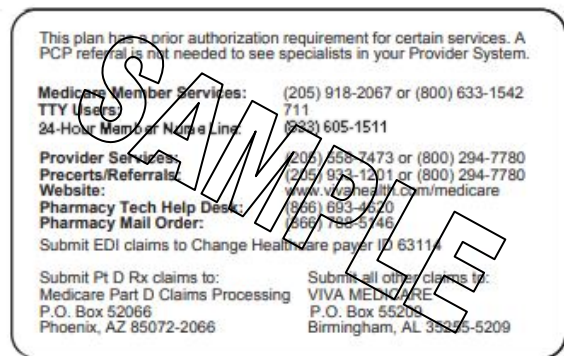 This plan has a prior authorization requirement for certain services. A
PCP referral is not needed to see specialists in your Provider System.
Medicare Member Services: (205) 918-2067 or (800) 633-1542
TTY Users: 711
24-Hour Member Nurse Line: (833) 605-1511
Provider Services: (205) 558-7473 or (800) 294-7780
Precerts/Referrals: (205) 933-1201 or (800) 294-7780
Website: www.vivahealth.com/medicare
Pharmacy Tech Help Desk: (866) 693-4620
Pharmacy Mail Order: (866) 788-5146
Submit EDI claims to Change Healthcare payer ID 63114
Submit Pt D Rx claims to:
Medicare Part D Claims Processing
P.O. Box 52066
Phoenix, AZ 85072-2066
Submit all other claims to:
VIVA MEDICARE
P.O. Box 55209
Birmingham, AL 35255-5209
SAMPLE